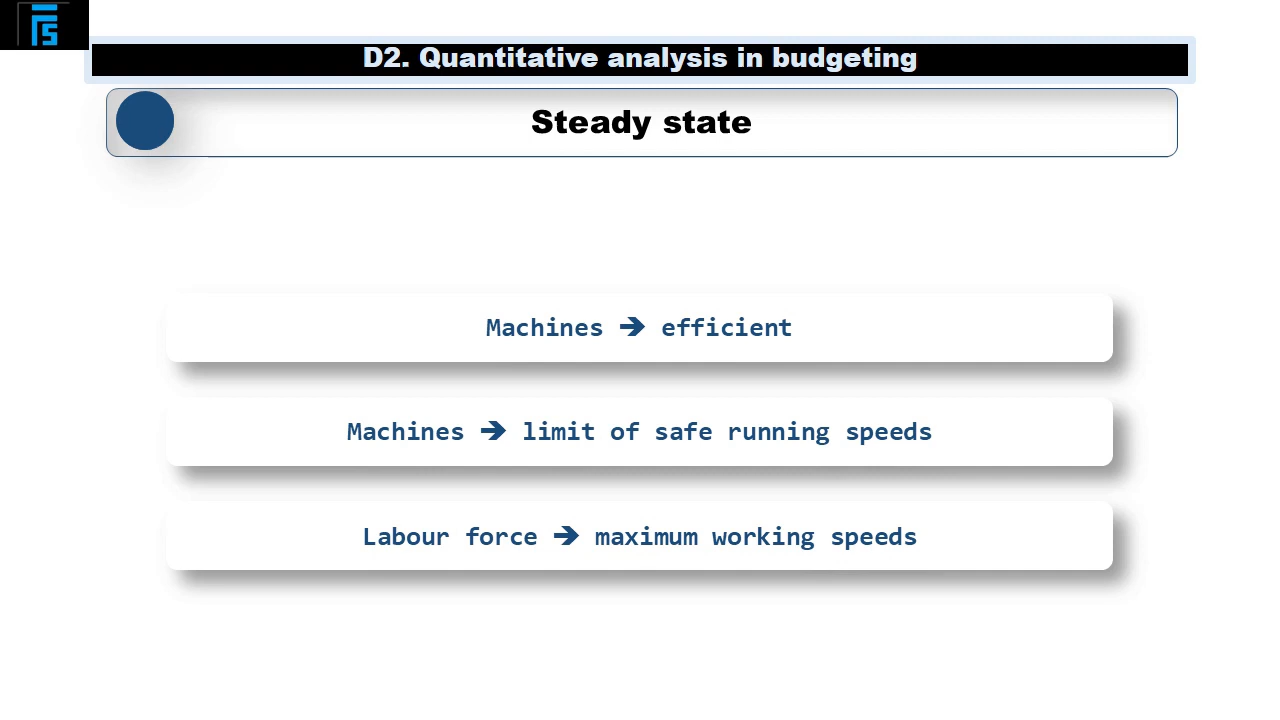 D2. Quantitative analysis in budgeting
Steady state
Machines ➔ efficient
Machines ➔ limit of safe running speeds
Labour force ➔ maximum working speeds